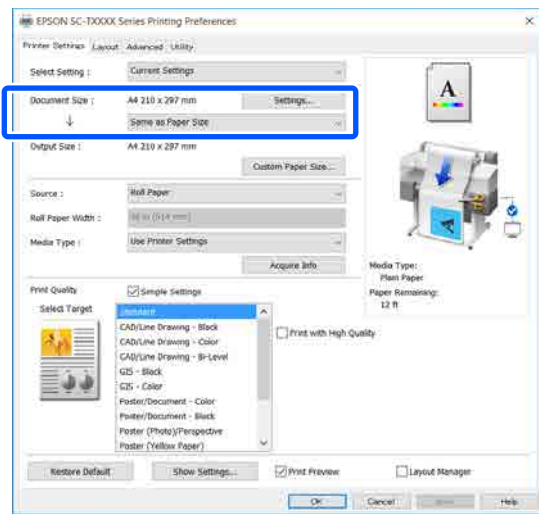 EPSON SC-TXXXX Series Printing Preferences
Printer Settings Layout Advanced Utility
Select Setting : Current Settings
Document Size : A4 210 x 297 mm Settings...
↓ Same as Paper Size
Output Size : A4 210 x 297 mm
Custom Paper Size...
Source : Roll Paper
Roll Paper Width :
Media Type : Use Printer Settings
Acquire Info
Media Type:
Plain Paper
Paper Remaining:
12 ft
Print Quality Simple Settings
Select Target
Standard
CAD/Line Drawing - Black
CAD/Line Drawing - Color
CAD/Line Drawing - Bi-Level
GIS - Black
GIS - Color
Poster/Document - Color
Poster/Document - Black
Poster (Photo)/Perspective
Poster (Yellow Paper)
Print with High Quality
Restore Default Show Settings... Print Preview Layout Manager
OK Cancel Help
A
A